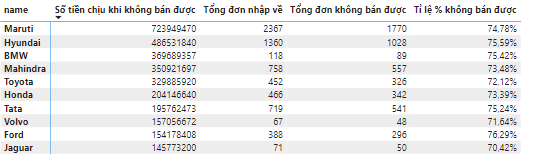 name Số tiền chịu khi không bán được Tổng đơn nhập về Tổng đơn không bán được Tỉ lệ % không bán được
Maruti 723949470 2367 1770 74,78%
Hyundai 486531840 1360 1028 75,59%
BMW 369689357 118 89 75,42%
Mahindra 350921697 758 557 73,48%
Toyota 329885920 452 326 72,12%
Honda 204146640 466 342 73,39%
Tata 195762473 719 541 75,24%
Volvo 157056672 67 48 71,64%
Ford 154178408 388 296 76,29%
Jaguar 145773200 71 50 70,42%